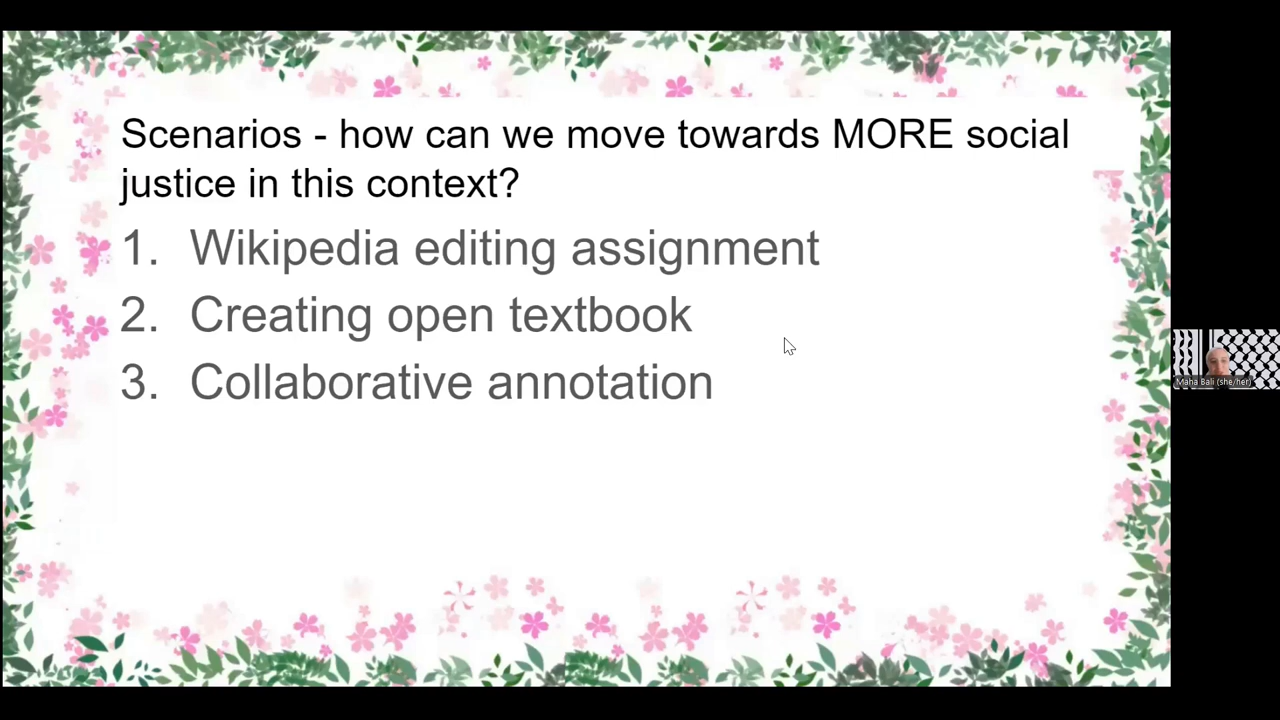 Scenarios - how can we move towards MORE social
justice in this context?
1. Wikipedia editing assignment
2. Creating open textbook
3. Collaborative annotation
Maha Bali (she/her)